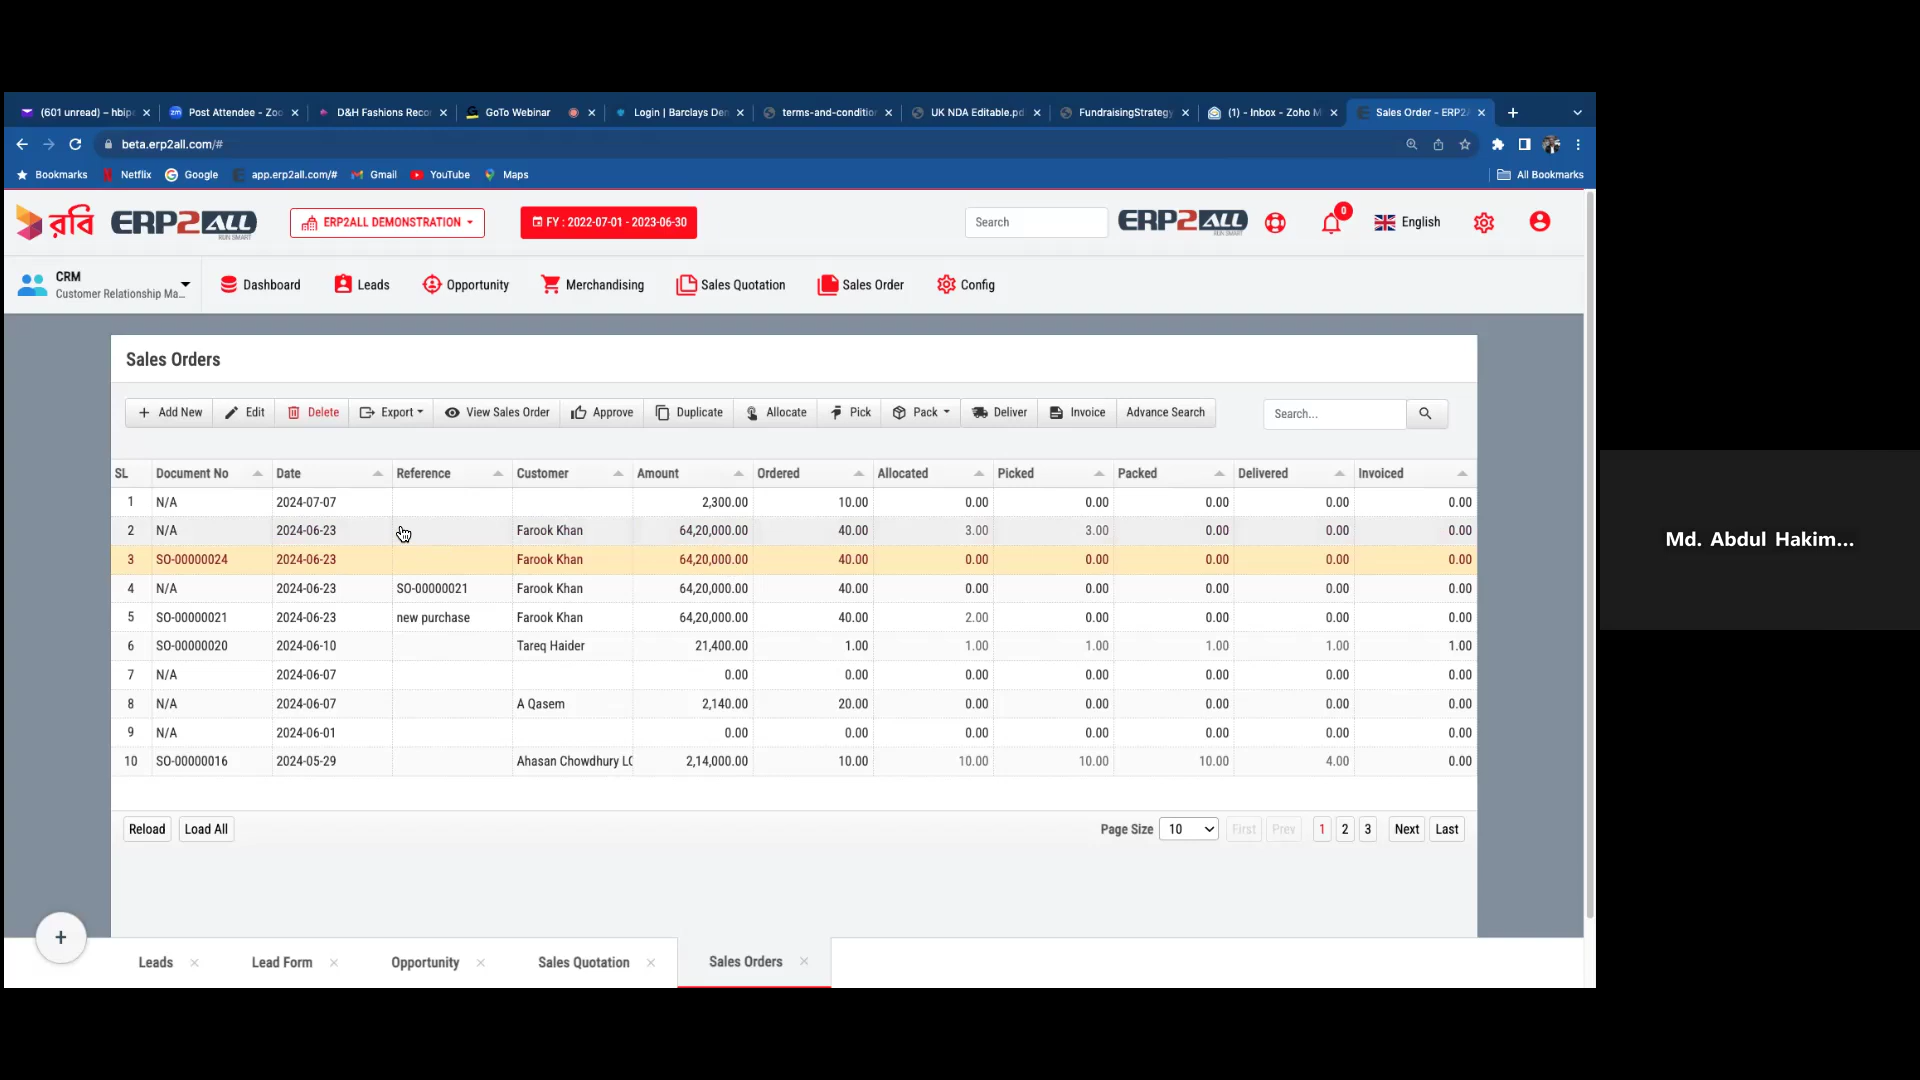 (601 unread) – hbipe
Post Attendee - Zoo
D&H Fashions Recor
GoTo Webinar
Login | Barclays Der
terms-and-conditior
UK NDA Editable.pd
FundraisingStrategy
(1) - Inbox - Zoho M
Sales Order - ERP2A
beta.erp2all.com/#
Bookmarks
Netflix
Google
app.erp2all.com/#
Gmail
YouTube
Maps
All Bookmarks
রবি
ERP2ALL
RUN SMART
ERP2ALL DEMONSTRATION
FY : 2022-07-01 - 2023-06-30
Search
ERP2ALL
RUN SMART
0
English
CRM
Customer Relationship Ma...
Dashboard
Leads
Opportunity
Merchandising
Sales Quotation
Sales Order
Config
Sales Orders
+ Add New
Edit
Delete
Export
View Sales Order
Approve
Duplicate
Allocate
Pick
Pack
Deliver
Invoice
Advance Search
Search...
SL Document No Date Reference Customer Amount Ordered Allocated Picked Packed Delivered Invoiced
1 N/A 2024-07-07 2,300.00 10.00 0.00 0.00 0.00 0.00 0.00
2 N/A 2024-06-23 Farook Khan 64,20,000.00 40.00 3.00 3.00 0.00 0.00 0.00
3 SO-00000024 2024-06-23 Farook Khan 64,20,000.00 40.00 0.00 0.00 0.00 0.00 0.00
4 N/A 2024-06-23 SO-00000021 Farook Khan 64,20,000.00 40.00 0.00 0.00 0.00 0.00 0.00
5 SO-00000021 2024-06-23 new purchase Farook Khan 64,20,000.00 40.00 2.00 0.00 0.00 0.00 0.00
6 SO-00000020 2024-06-10 Tareq Haider 21,400.00 1.00 1.00 1.00 1.00 1.00 1.00
7 N/A 2024-06-07 0.00 0.00 0.00 0.00 0.00 0.00 0.00
8 N/A 2024-06-07 A Qasem 2,140.00 20.00 0.00 0.00 0.00 0.00 0.00
9 N/A 2024-06-01 0.00 0.00 0.00 0.00 0.00 0.00 0.00
10 SO-00000016 2024-05-29 Ahasan Chowdhury LC 2,14,000.00 10.00 10.00 10.00 10.00 4.00 0.00
Reload
Load All
Page Size 10 First Prev 1 2 3 Next Last
+
Leads
Lead Form
Opportunity
Sales Quotation
Sales Orders
Md. Abdul Hakim...